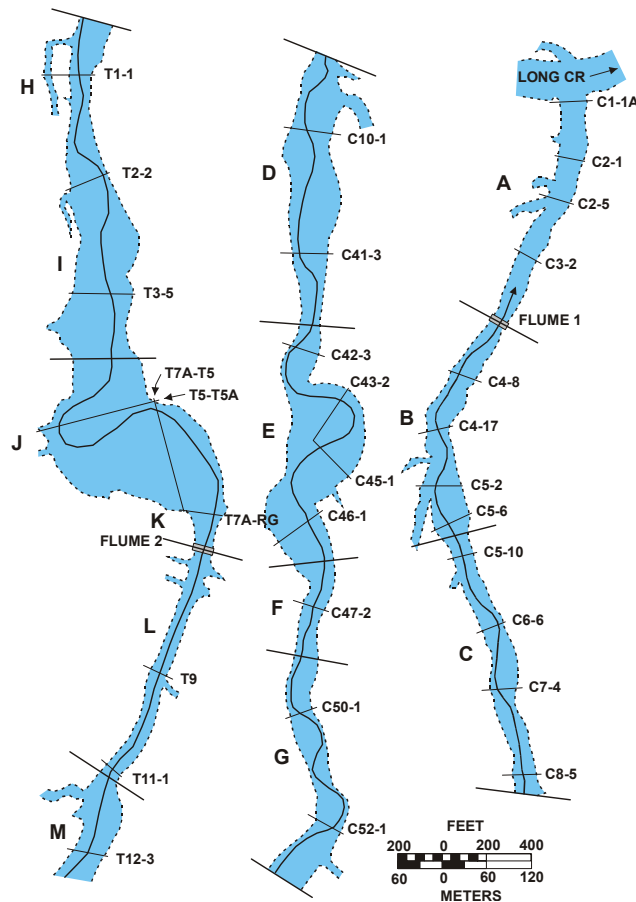 H
T1-1
T2-2
I
T3-5
T7A-T5
T5-T5A
J
K
T7A-RG
FLUME 2
L
T9
T11-1
M
T12-3
C10-1
D
C41-3
C42-3
C43-2
E
C45-1
C46-1
F
C47-2
C50-1
G
C52-1
LONG CR
C1-1A
C2-1
A
C2-5
C3-2
FLUME 1
C4-8
B
C4-17
C5-2
C5-6
C5-10
C6-6
C
C7-4
C8-5
FEET
200 0 200 400
60 0 60 120
METERS